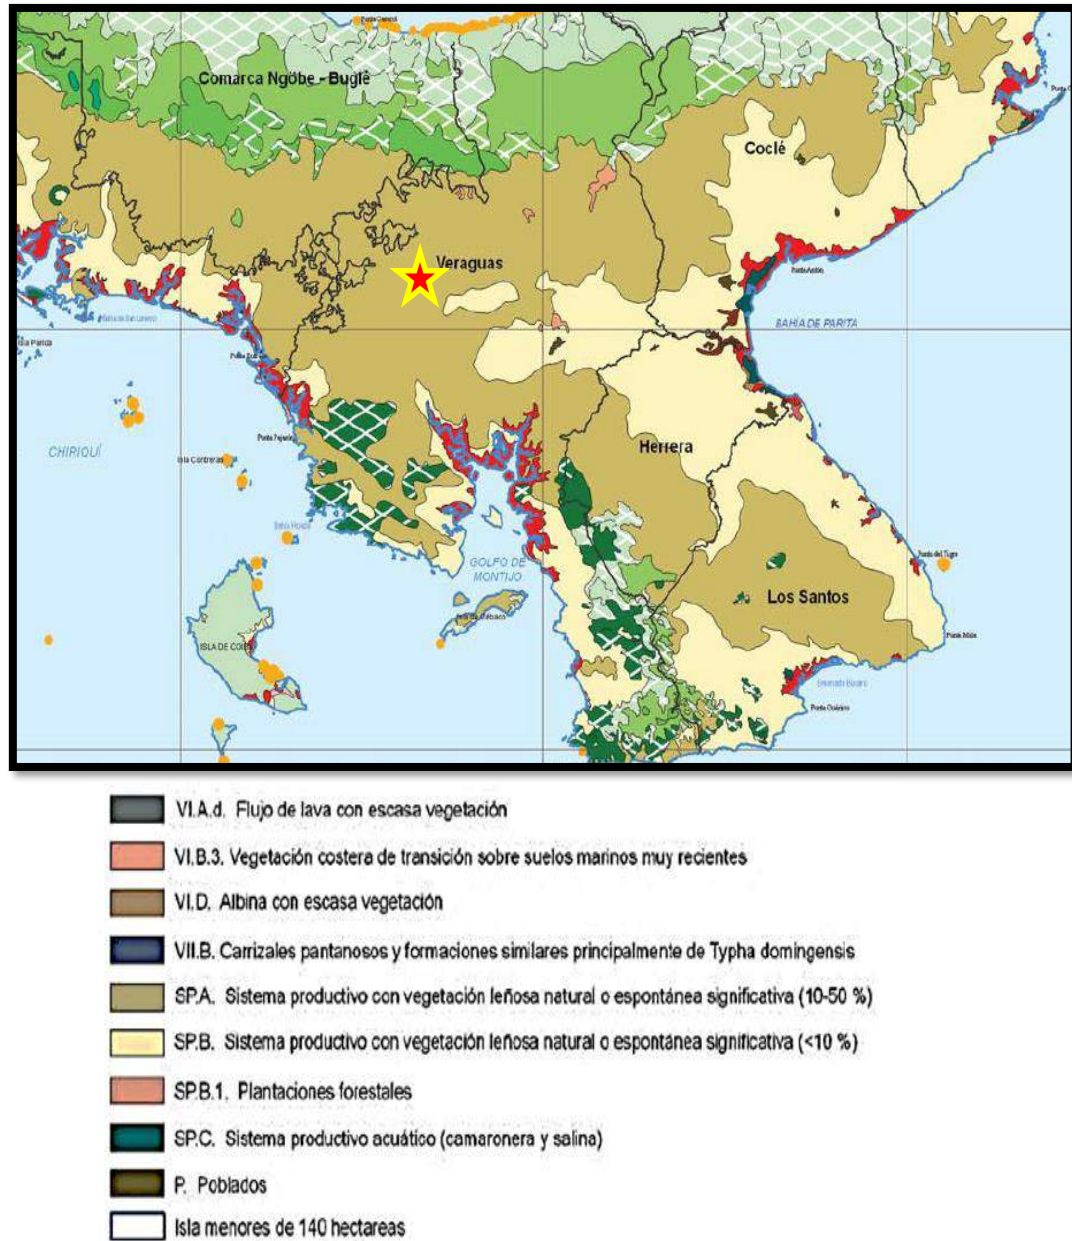 Comarca Ngöbe - Buglê
Coclé
Veraguas
BAHÍA DE PARITA
CHIRIQUÍ
Isla Contreras
Herrera
GOLFO DE
MONTIJO
Los Santos
ISLA DE COIBA
VI.A.d. Flujo de lava con escasa vegetación
VI.B.3. Vegetación costera de transición sobre suelos marinos muy recientes
VI.D. Albina con escasa vegetación
VII.B. Carrizales pantanosos y formaciones similares principalmente de Typha domingensis
SP.A. Sistema productivo con vegetación leñosa natural o espontánea significativa (10-50 %)
SP.B. Sistema productivo con vegetación leñosa natural o espontánea significativa (<10 %)
SP.B.1. Plantaciones forestales
SP.C. Sistema productivo acuático (camaronera y salina)
P. Poblados
Isla menores de 140 hectareas